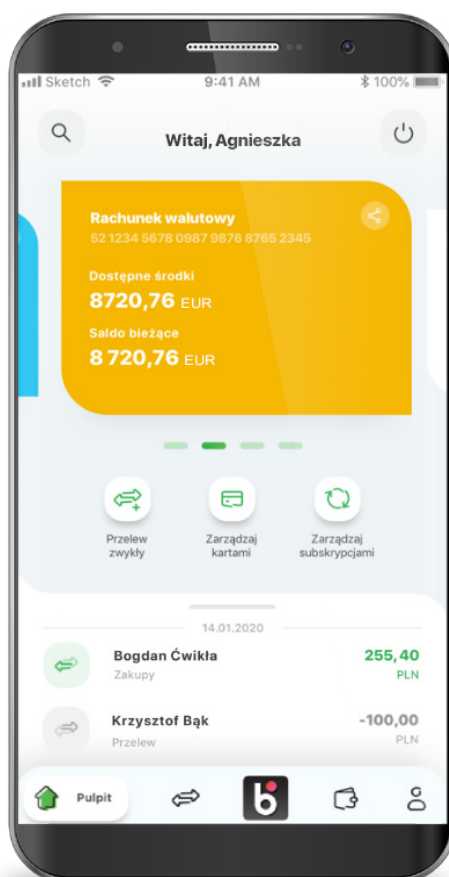 Sketch
9:41 AM
100%
Witaj, Agnieszka
Rachunek walutowy
52 1234 5678 0987 9876 8765 2345
Dostępne środki
8720,76 EUR
Saldo bieżące
8 720,76 EUR
Przelew
zwykły
Zarządzaj
kartami
Zarządzaj
subskrypcjami
14.01.2020
Bogdan Ćwikła
255,40
Zakupy
PLN
Krzysztof Bąk
-100,00
Przelew
PLN
Pulpit
b